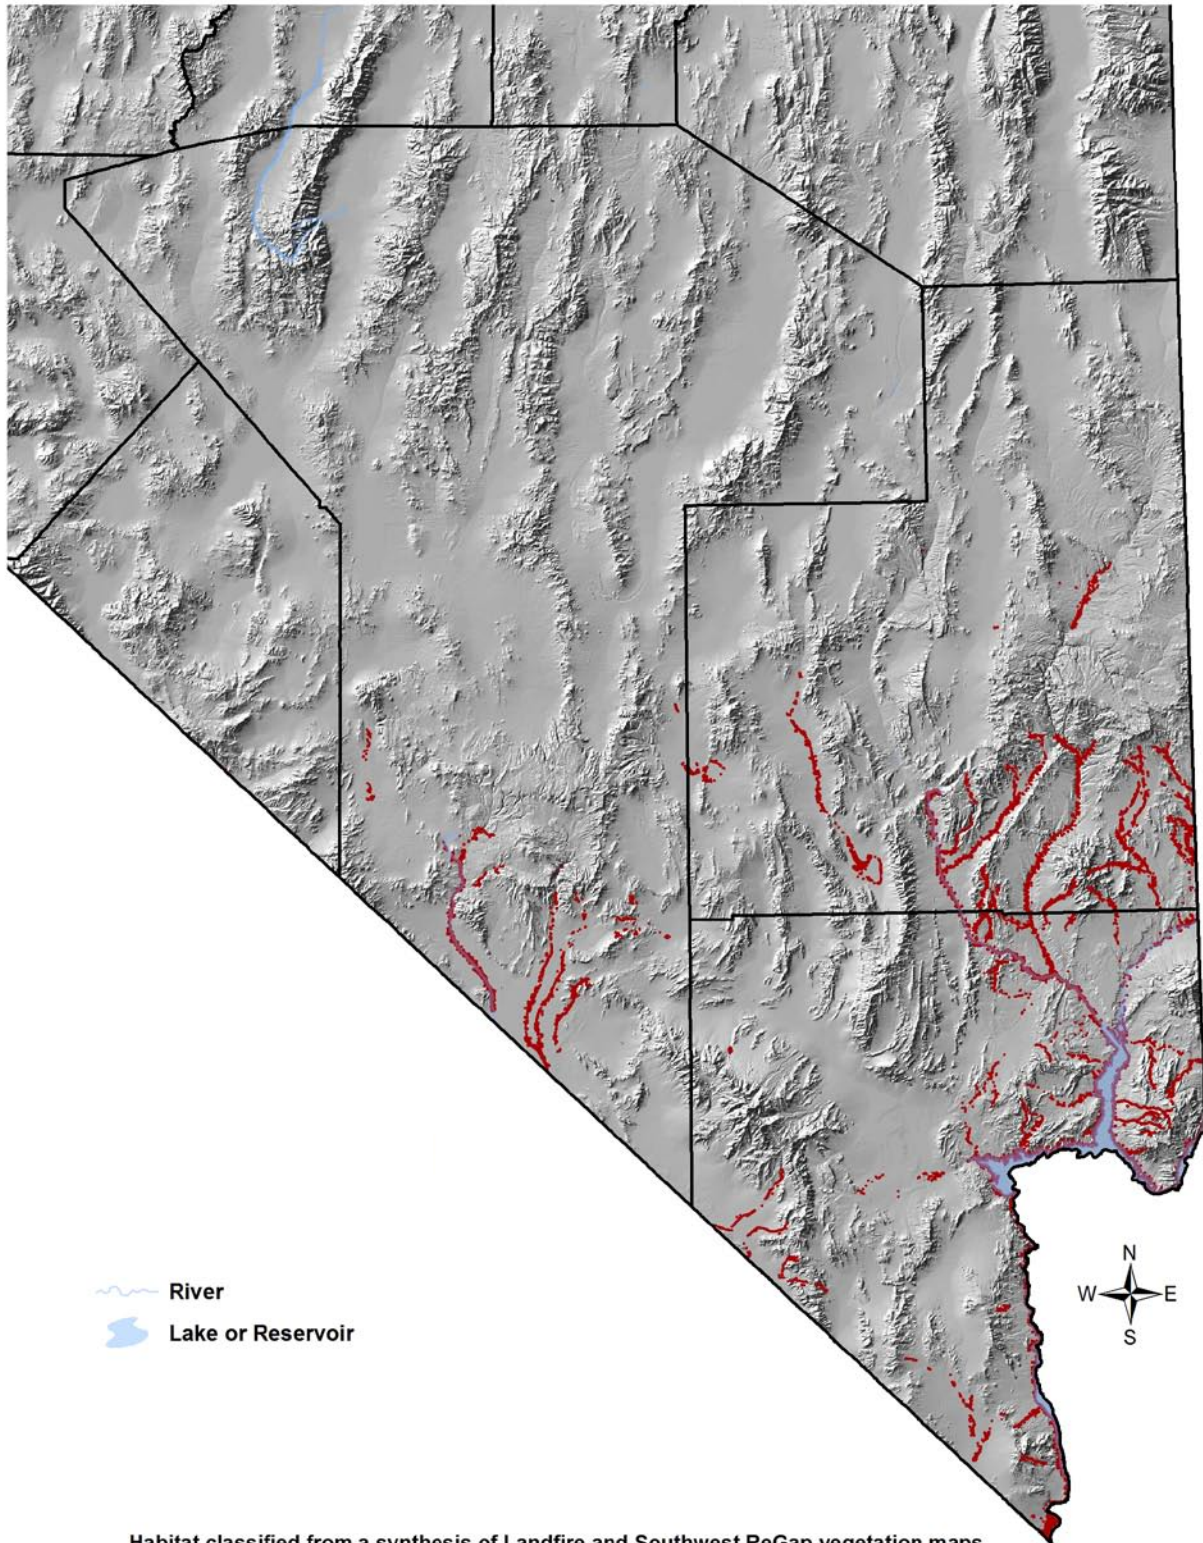 River
Lake or Reservoir
N
W E
S
Habitat classified from a synthesis of Landfire and Southwest ReGap vegetation maps